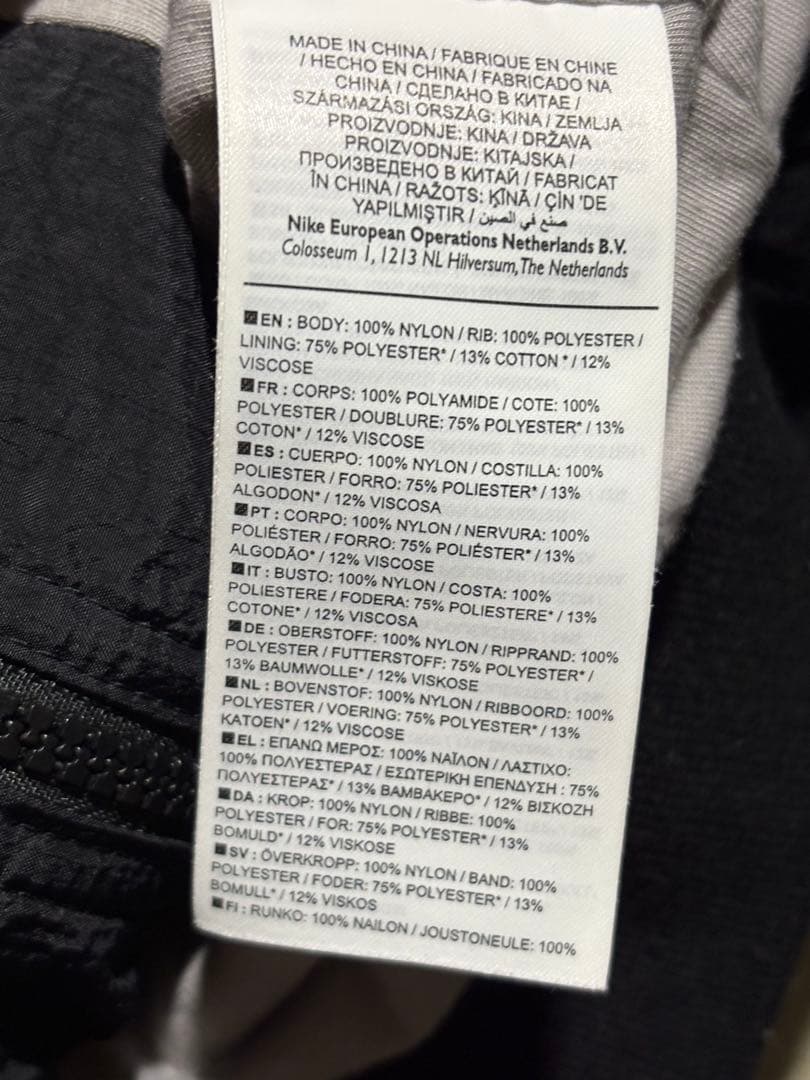 MADE IN CHINA / FABRIQUE EN CHINE
/ HECHO EN CHINA / FABRICADO NA
CHINA / СДЕЛАНО В КИТАЕ /
SZÁRMAZÁSI ORSZÁG: KINA / ZEMLJA
PROIZVODNJE: KINA / DRŽAVA
PROIZVODNJE: KITAJSKA /
ПРОИЗВЕДЕНО В КИТАЙ / FABRICAT
ÎN CHINA / RAŽOTS: ĶĪNĀ / ÇİN 'DE
YAPILMIŞTIR / صنع في الصين
Nike European Operations Netherlands B.V.
Colosseum 1, 1213 NL Hilversum, The Netherlands
EN : BODY: 100% NYLON / RIB: 100% POLYESTER /
LINING: 75% POLYESTER* / 13% COTTON * / 12%
VISCOSE
FR : CORPS: 100% POLYAMIDE / COTE: 100%
POLYESTER / DOUBLURE: 75% POLYESTER* / 13%
COTON* / 12% VISCOSE
ES : CUERPO: 100% NYLON / COSTILLA: 100%
POLIESTER / FORRO: 75% POLIESTER* / 13%
ALGODON* / 12% VISCOSA
PT : CORPO: 100% NYLON / NERVURA: 100%
POLIÉSTER / FORRO: 75% POLIÉSTER* / 13%
ALGODÃO* / 12% VISCOSE
IT : BUSTO: 100% NYLON / COSTA: 100%
POLIESTERE / FODERA: 75% POLIESTERE* / 13%
COTONE* / 12% VISCOSA
DE : OBERSTOFF: 100% NYLON / RIPPRAND: 100%
POLYESTER / FUTTERSTOFF: 75% POLYESTER* /
13% BAUMWOLLE* / 12% VISKOSE
NL : BOVENSTOF: 100% NYLON / RIBBOORD: 100%
POLYESTER / VOERING: 75% POLYESTER* / 13%
KATOEN* / 12% VISCOSE
EL : ΕΠΑΝΩ ΜΕΡΟΣ: 100% ΝΑΪΛΟΝ / ΛΑΣΤΙΧΟ:
100% ΠΟΛΥΕΣΤΕΡΑΣ / ΕΣΩΤΕΡΙΚΗ ΕΠΕΝΔΥΣΗ : 75%
ΠΟΛΥΕΣΤΕΡΑΣ* / 13% ΒΑΜΒΑΚΕΡΟ* / 12% ΒΙΣΚΟΖΗ
DA : KROP: 100% NYLON / RIBBE: 100%
POLYESTER / FOR: 75% POLYESTER* / 13%
BOMULD* / 12% VISKOSE
SV : ÖVERKROPP: 100% NYLON / BAND: 100%
POLYESTER / FODER: 75% POLYESTER* / 13%
BOMULL* / 12% VISKOS
FI : RUNKO: 100% NAILON / JOUSTONEULE: 100%